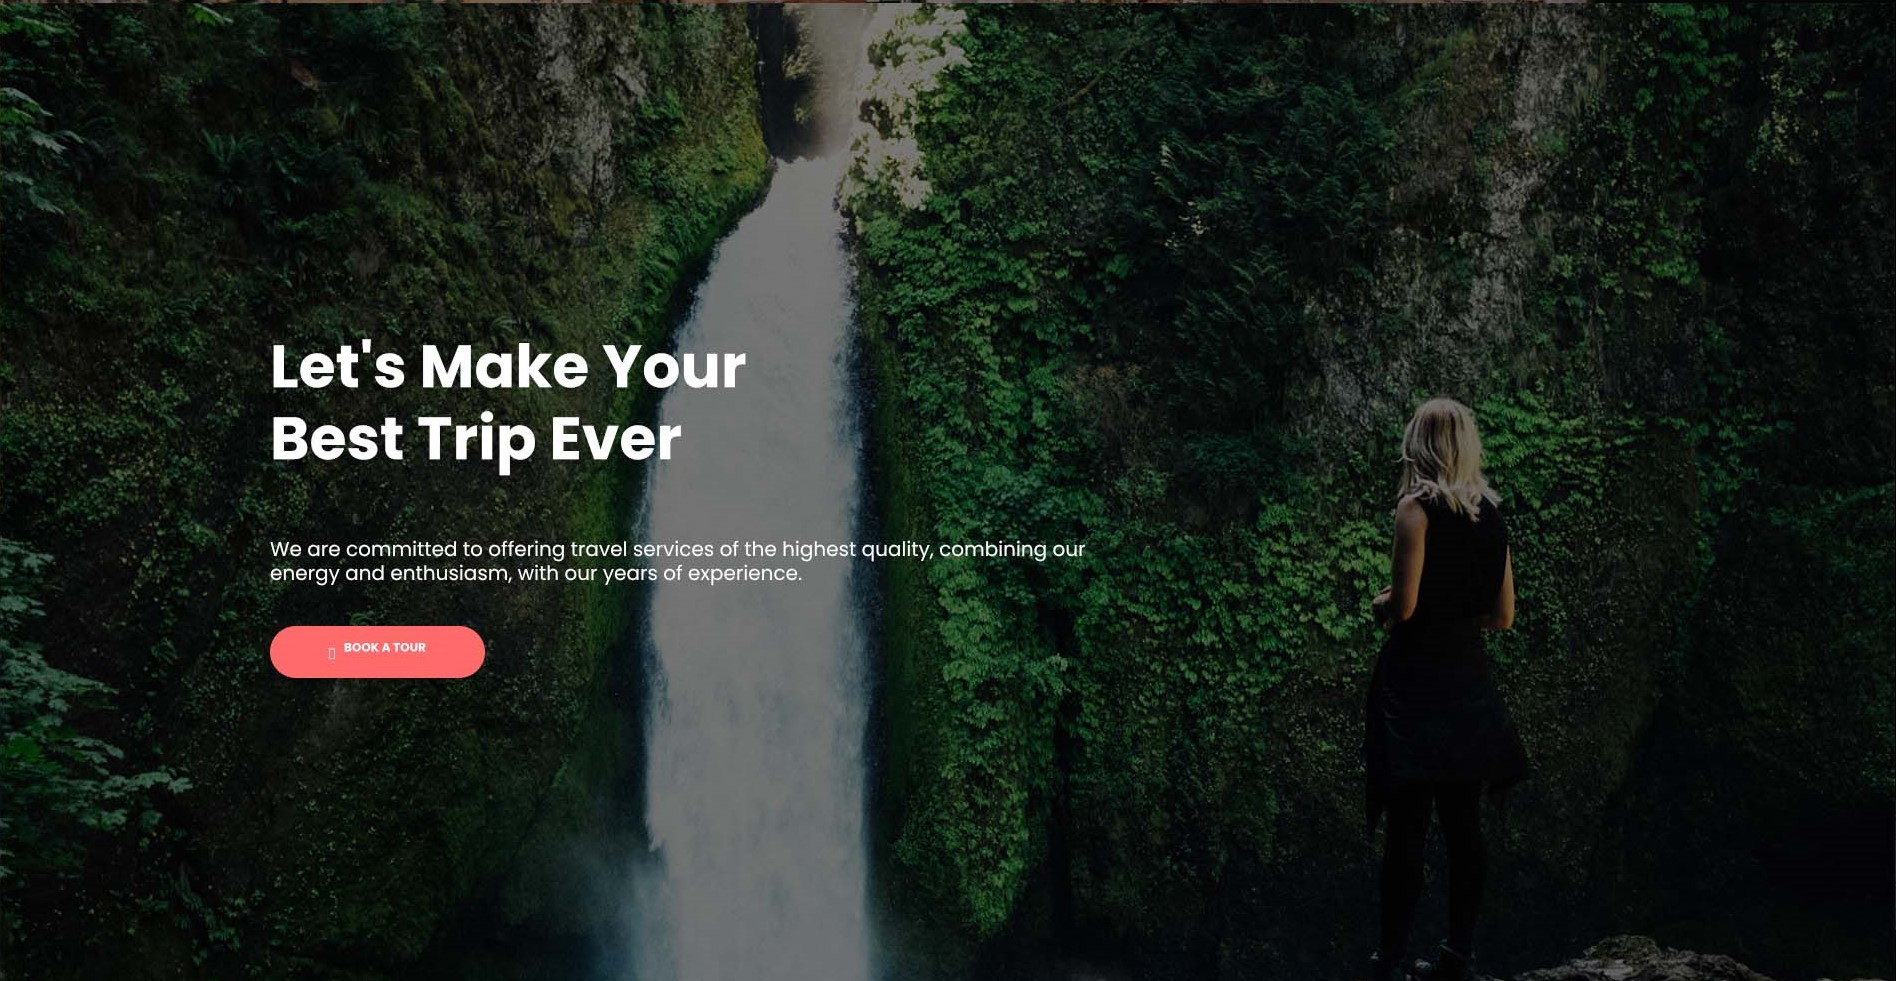 Let's Make Your
Best Trip Ever
We are committed to offering travel services of the highest quality, combining our
energy and enthusiasm, with our years of experience.
BOOK A TOUR